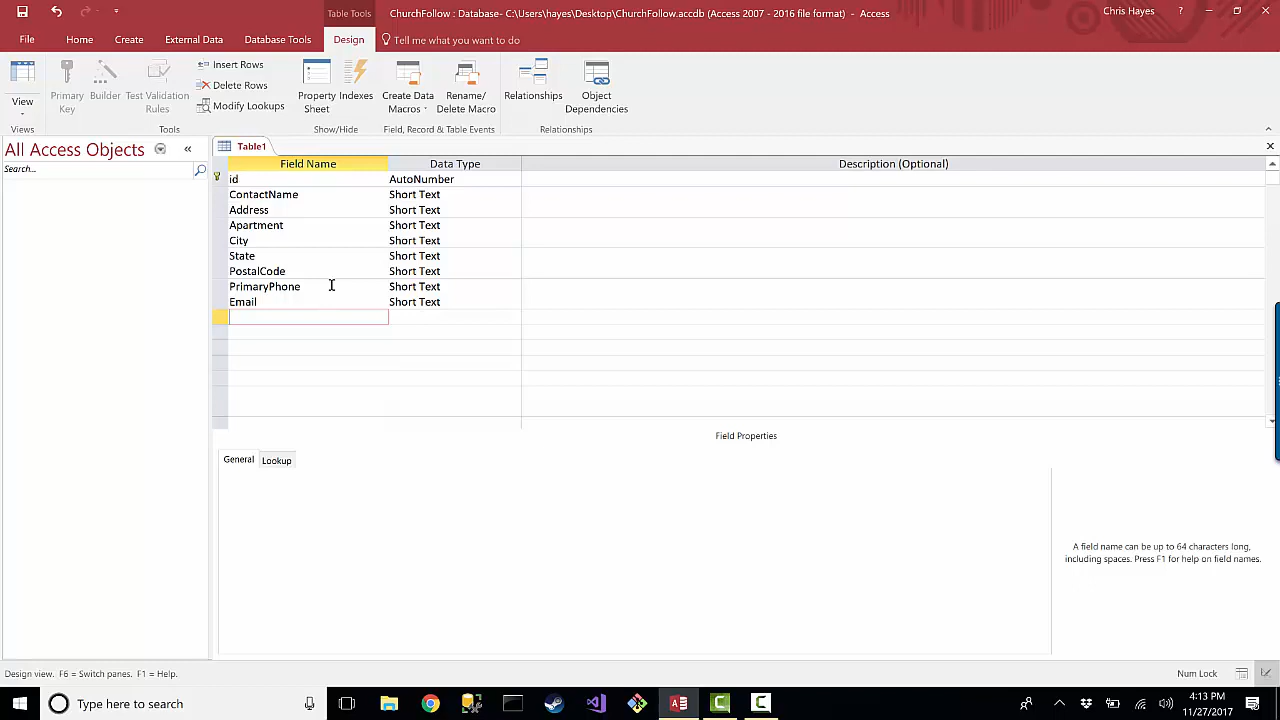 Table Tools
ChurchFollow : Database- C:\Users\hayes\Desktop\ChurchFollow.accdb (Access 2007 - 2016 file format) - Access
Chris Hayes
?
File
Home
Create
External Data
Database Tools
Design
Tell me what you want to do
View
Primary Key
Builder
Test Validation Rules
Insert Rows
Delete Rows
Modify Lookups
Property Sheet
Indexes
Create Data Macros
Rename/ Delete Macro
Relationships
Object Dependencies
Views
Tools
Show/Hide
Field, Record & Table Events
Relationships
All Access Objects
Search...
Table1
Field Name Data Type Description (Optional)
id AutoNumber
ContactName Short Text
Address Short Text
Apartment Short Text
City Short Text
State Short Text
PostalCode Short Text
PrimaryPhone Short Text
Email Short Text
Field Properties
General Lookup
A field name can be up to 64 characters long,
including spaces. Press F1 for help on field names.
Design view. F6 = Switch panes. F1 = Help.
Num Lock
Type here to search
4:13 PM
11/27/2017